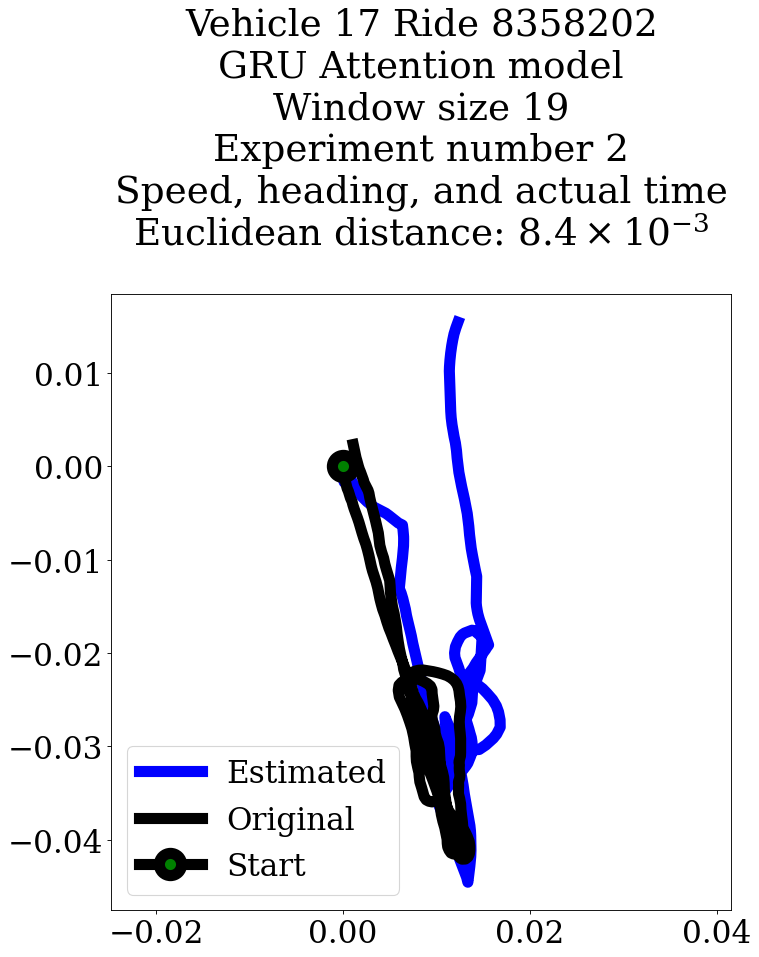 Vehicle 17 Ride 8358202
GRU Attention model
Window size 19
Experiment number 2
Speed, heading, and actual time
Euclidean distance: 8.4 × 10⁻³
0.01
0.00
−0.01
−0.02
−0.03
−0.04
Estimated
Original
Start
−0.02 0.00 0.02 0.04